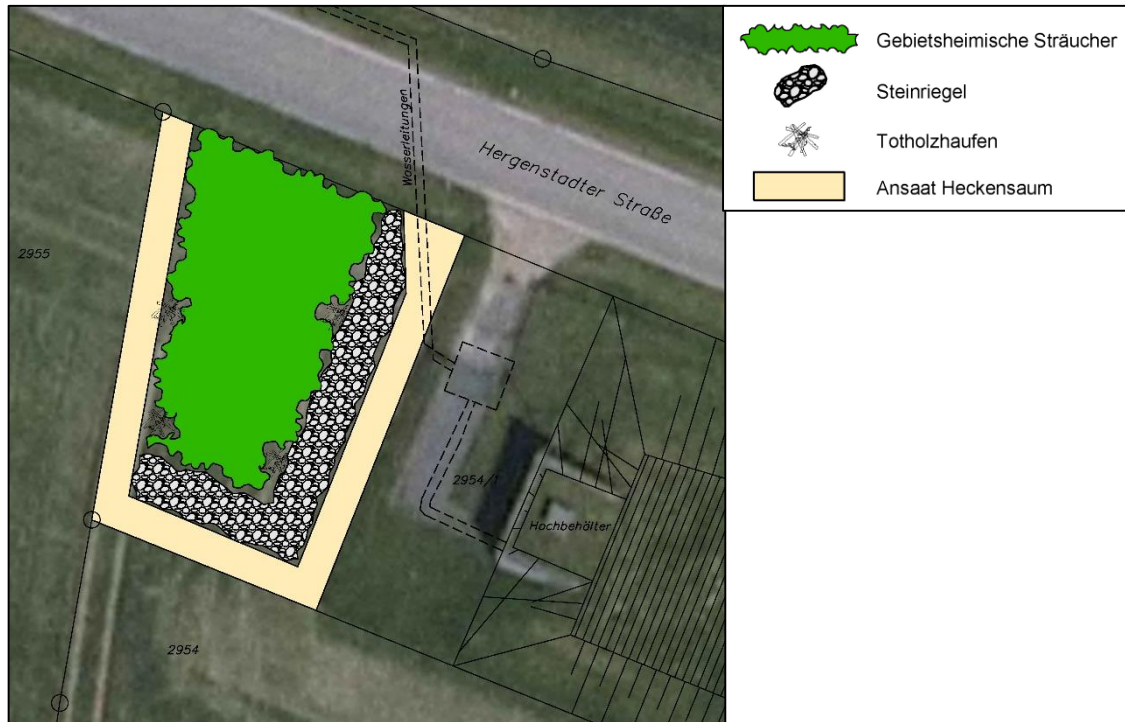 Gebietsheimische Sträucher
Steinriegel
Totholzhaufen
Ansaat Heckensaum
Wasserleitungen
Hergenstadter Straße
2955
2954/1
Hochbehälter
2954